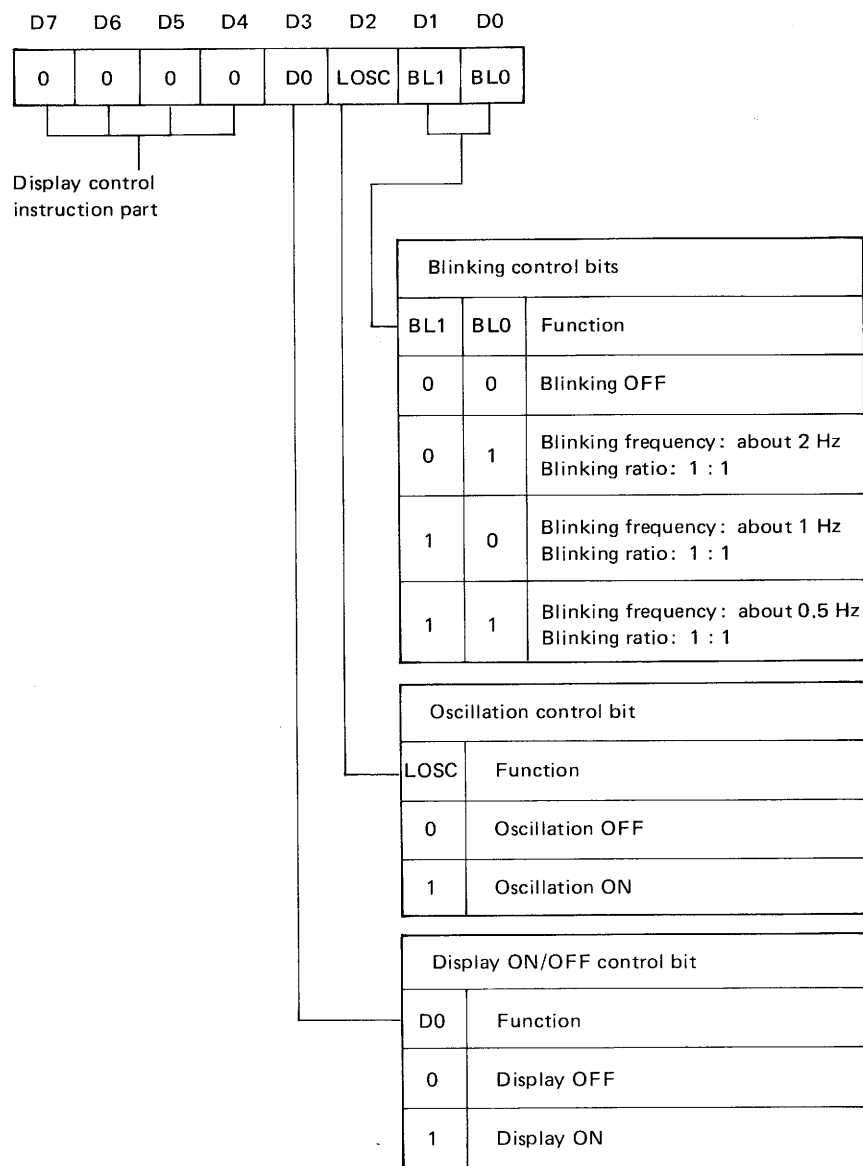 D7 D6 D5 D4 D3 D2 D1 D0
0 0 0 0 D0 LOSC BL1 BL0
Display control
instruction part
Blinking control bits
BL1 BL0 Function
0 0 Blinking OFF
0 1 Blinking frequency: about 2 Hz
Blinking ratio: 1 : 1
1 0 Blinking frequency: about 1 Hz
Blinking ratio: 1 : 1
1 1 Blinking frequency: about 0.5 Hz
Blinking ratio: 1 : 1
Oscillation control bit
LOSC Function
0 Oscillation OFF
1 Oscillation ON
Display ON/OFF control bit
D0 Function
0 Display OFF
1 Display ON